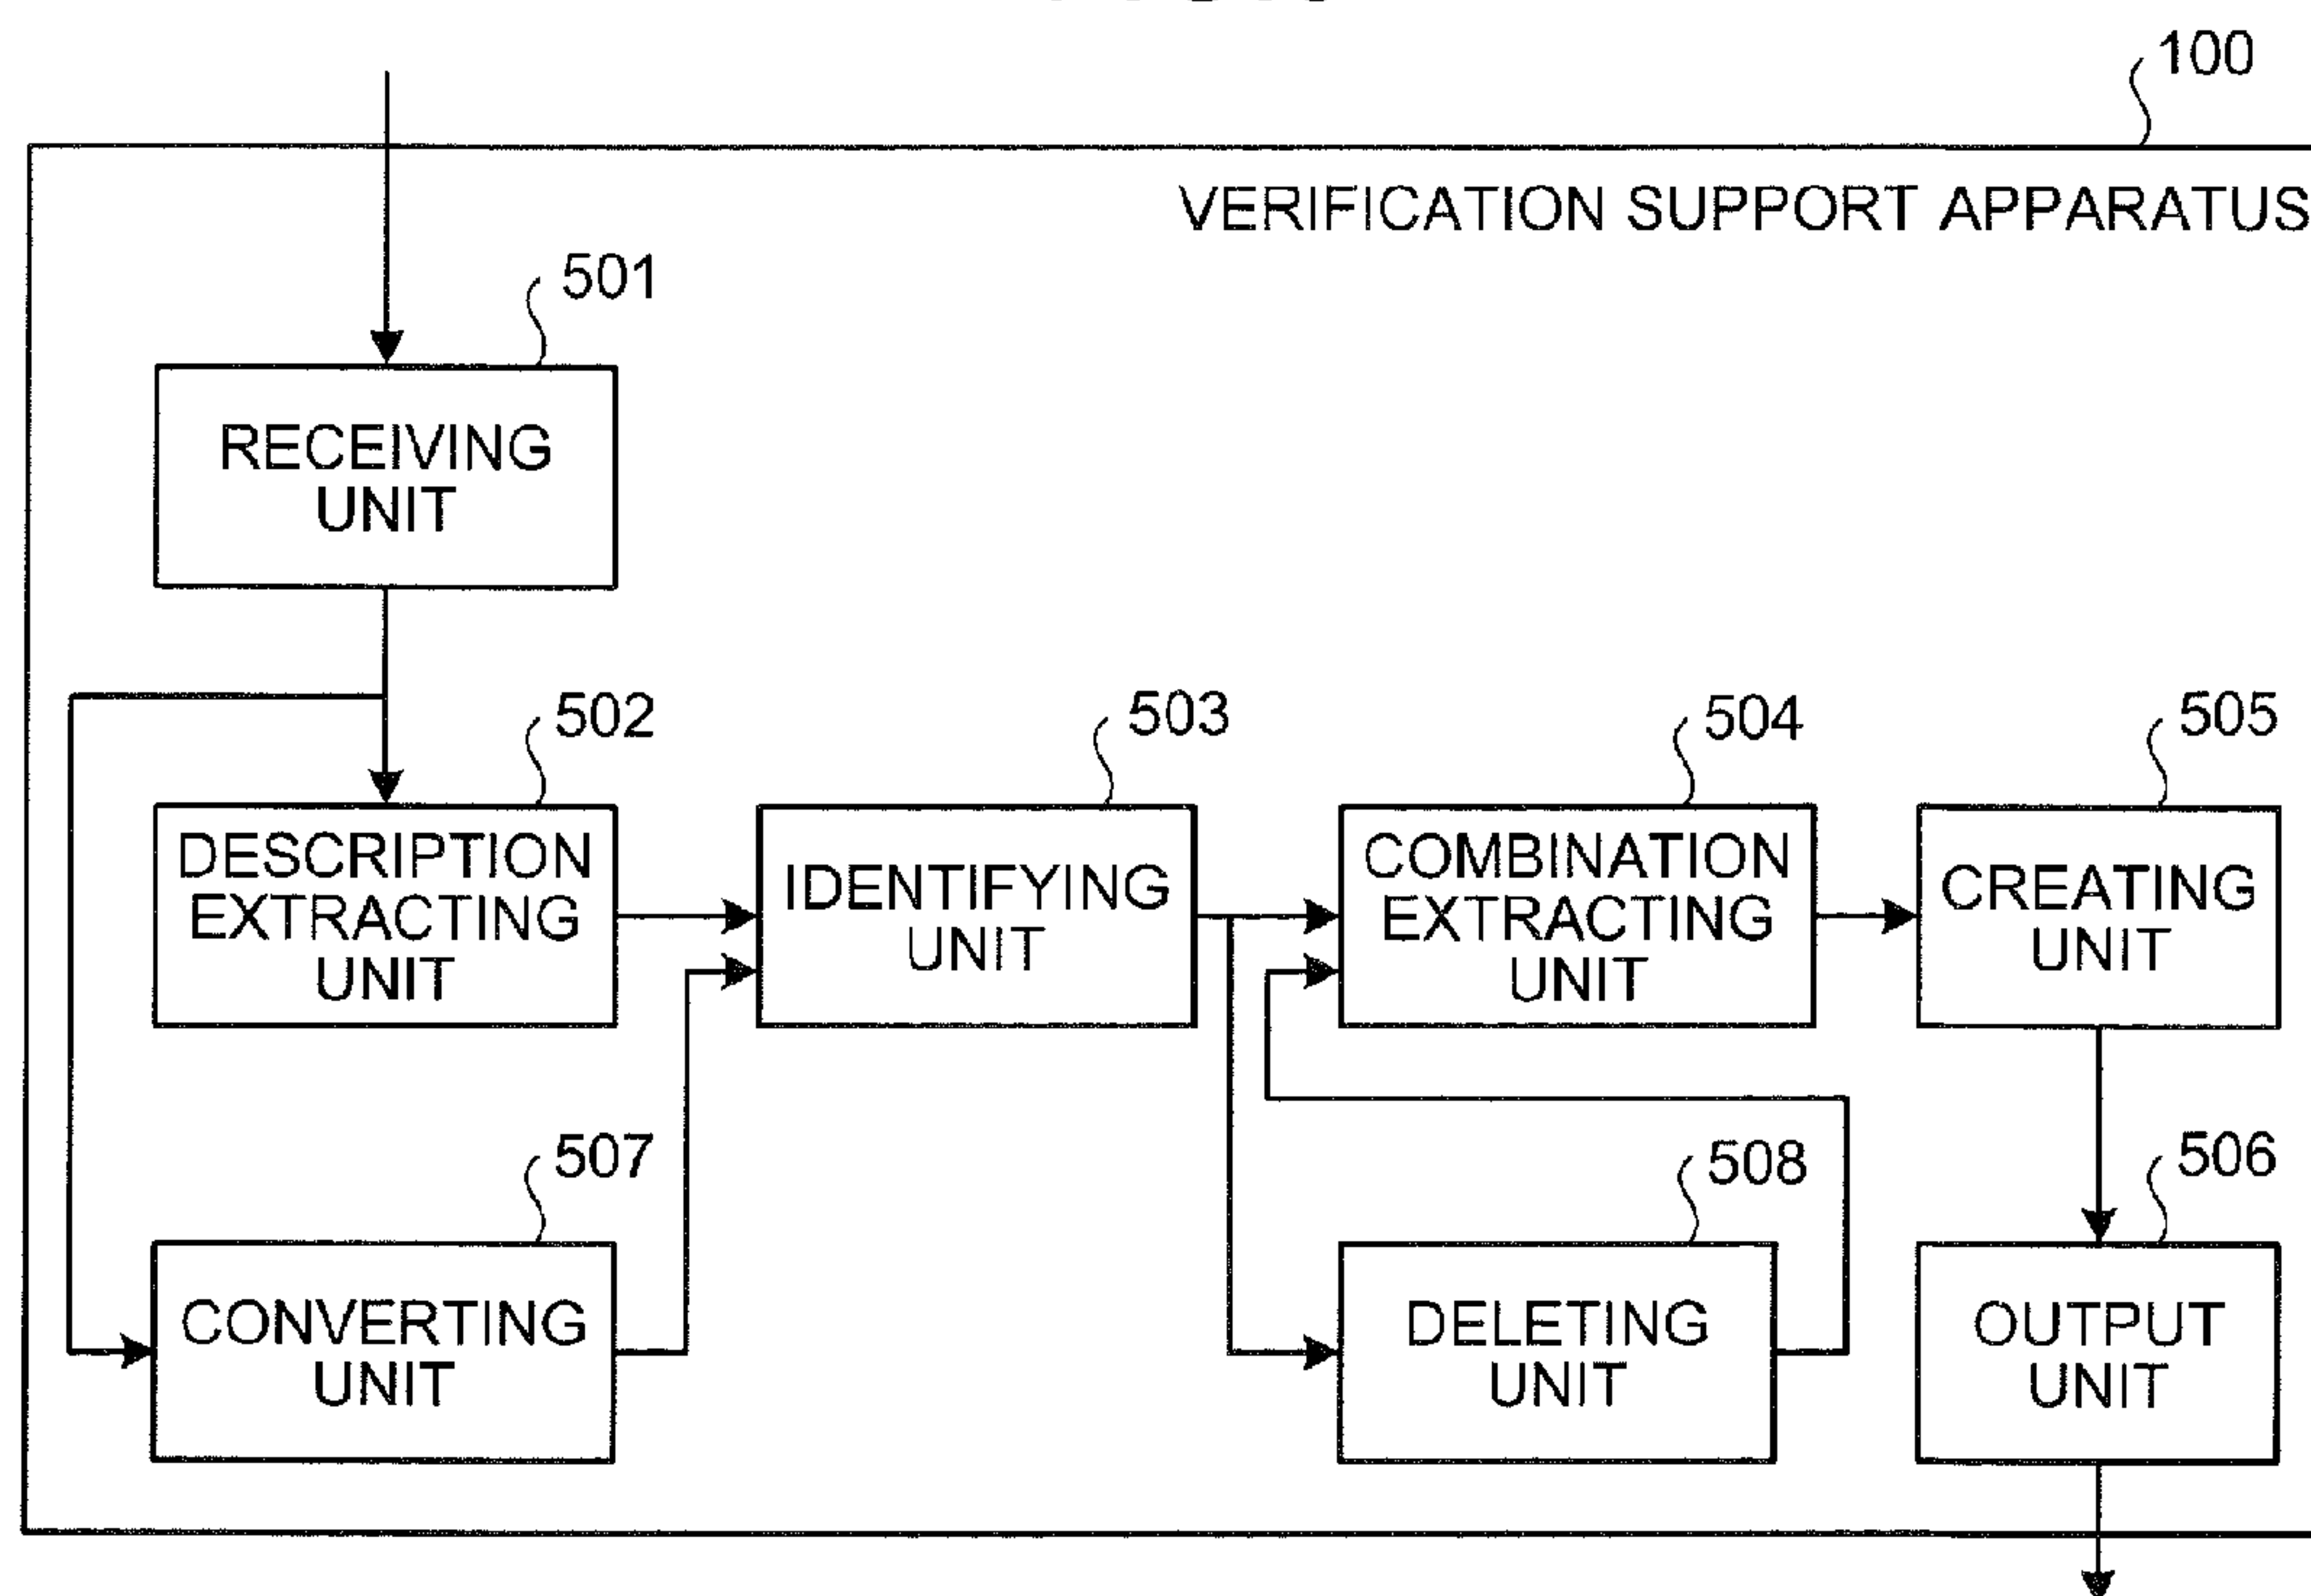 100
VERIFICATION SUPPORT APPARATUS
501
RECEIVING
UNIT
502
DESCRIPTION
EXTRACTING
UNIT
503
IDENTIFYING
UNIT
504
COMBINATION
EXTRACTING
UNIT
505
CREATING
UNIT
507
CONVERTING
UNIT
508
DELETING
UNIT
506
OUTPUT
UNIT